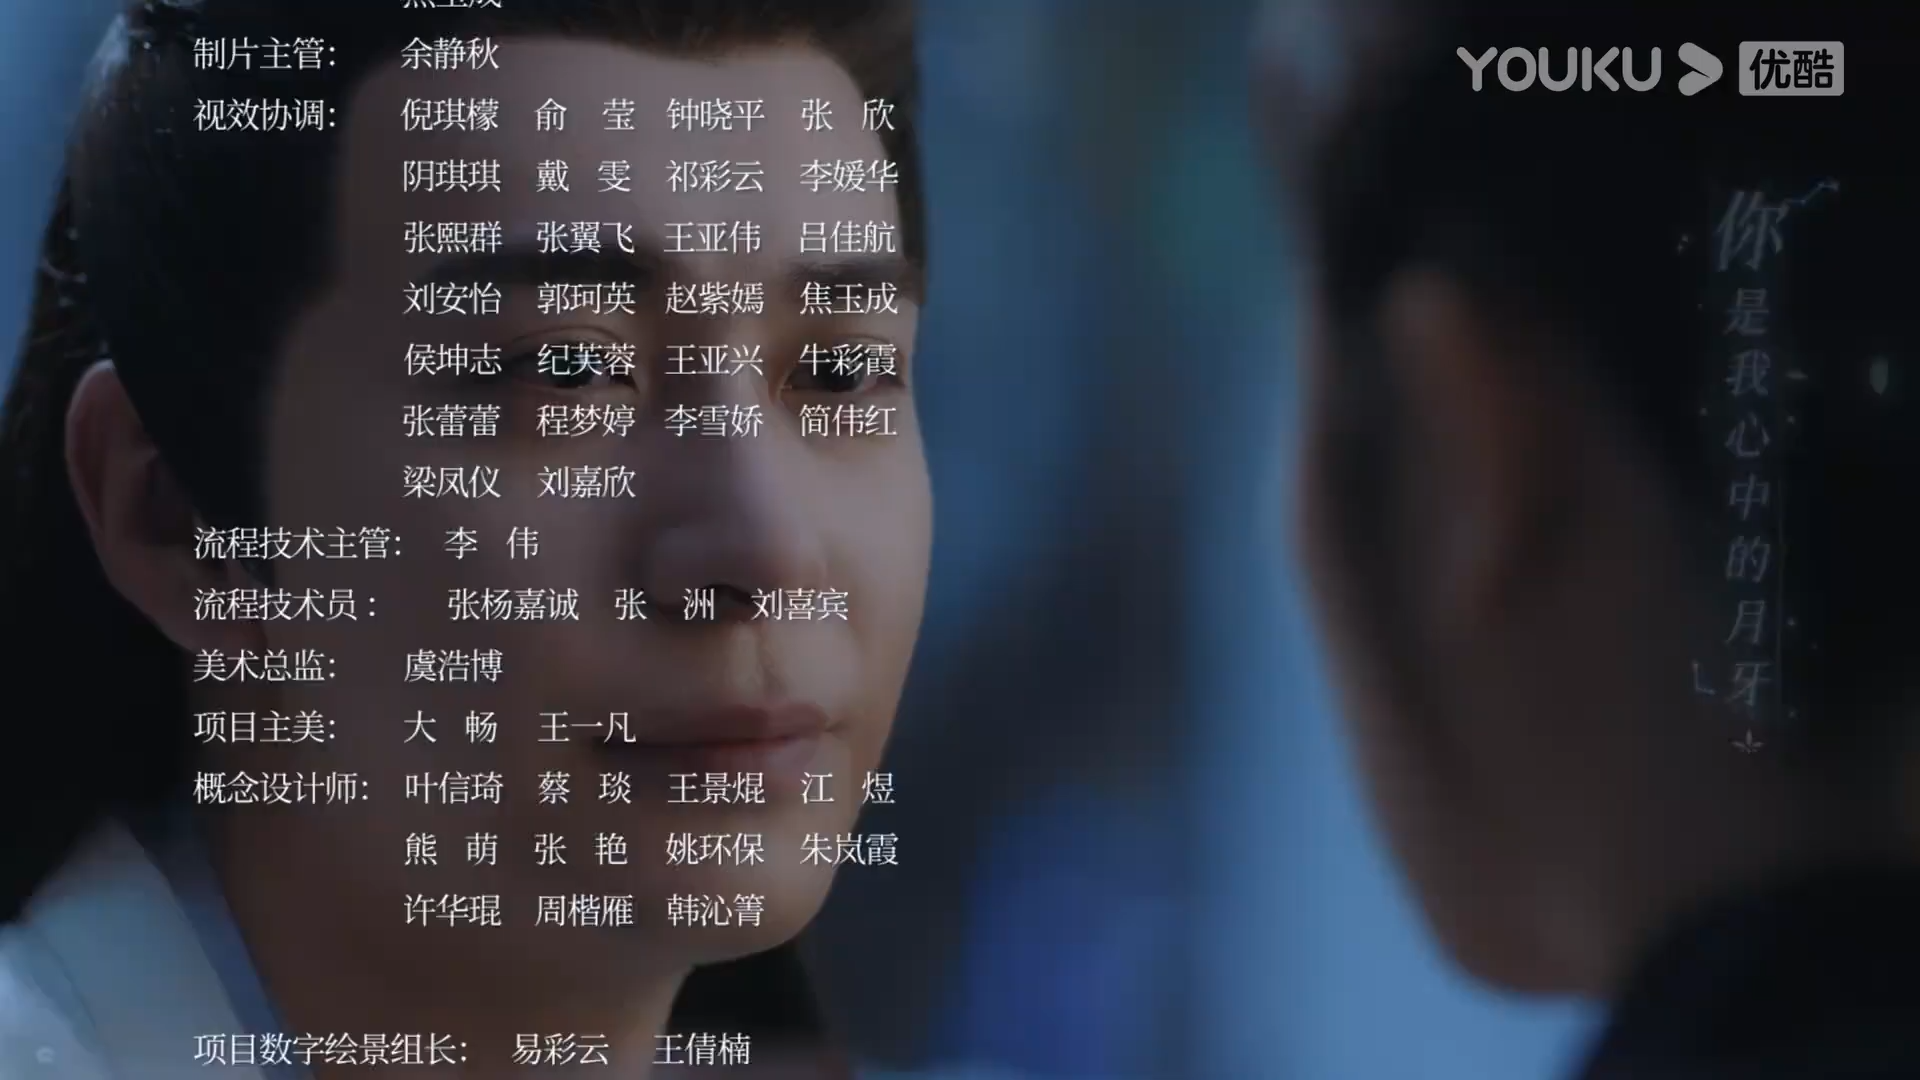 制片主管： 余静秋
视效协调： 倪琪檬 俞 莹 钟晓平 张 欣
阴琪琪 戴 雯 祁彩云 李媛华
张熙群 张翼飞 王亚伟 吕佳航
刘安怡 郭珂英 赵紫嫣 焦玉成
侯坤志 纪芙蓉 王亚兴 牛彩霞
张蕾蕾 程梦婷 李雪娇 简伟红
梁凤仪 刘嘉欣
流程技术主管： 李 伟
流程技术员： 张杨嘉诚 张 洲 刘喜宾
美术总监： 虞浩博
项目主美： 大 畅 王一凡
概念设计师： 叶信琦 蔡 琰 王景焜 江 煜
熊 萌 张 艳 姚环保 朱岚霞
许华琨 周楷雁 韩沁箐
项目数字绘景组长： 易彩云 王倩楠
YOUKU 优酷
你是我心中的月牙